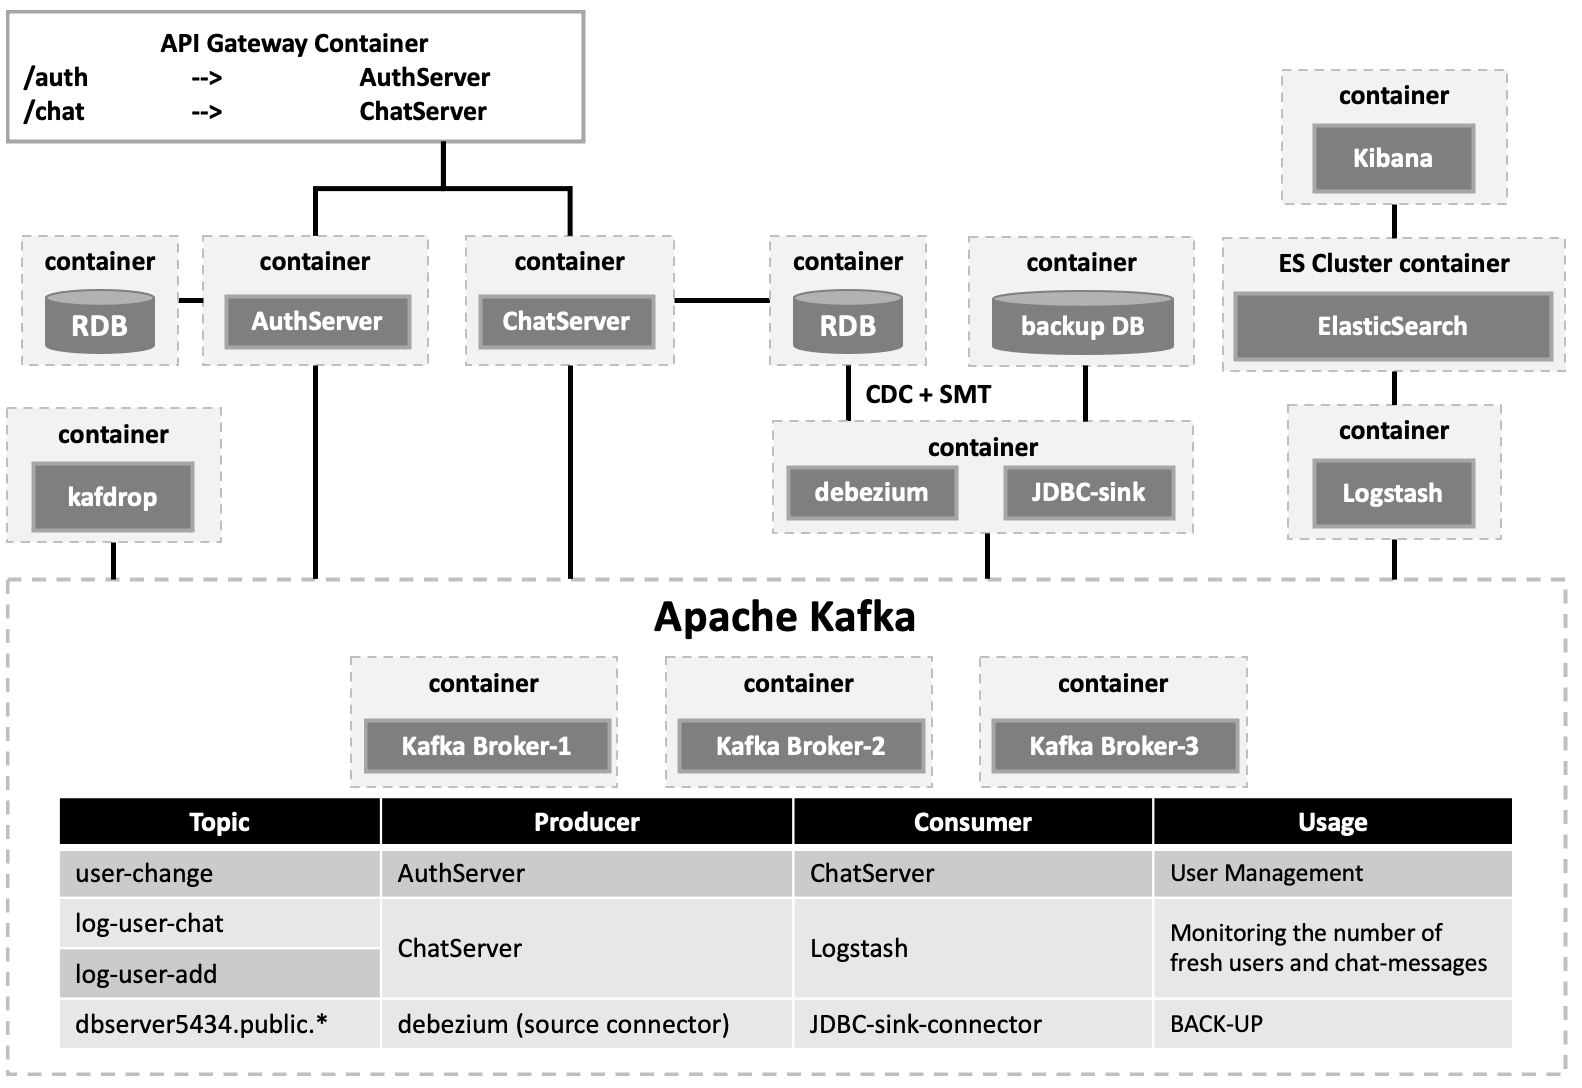 API Gateway Container
/auth --> AuthServer
/chat --> ChatServer
container
Kibana
container
RDB
container
AuthServer
container
ChatServer
container
RDB
container
backup DB
ES Cluster container
ElasticSearch
CDC + SMT
container
kafdrop
container
debezium
JDBC-sink
container
Logstash
Apache Kafka
container
Kafka Broker-1
container
Kafka Broker-2
container
Kafka Broker-3
Topic Producer Consumer Usage
user-change AuthServer ChatServer User Management
log-user-chat
log-user-add
ChatServer
Logstash
Monitoring the number of
fresh users and chat-messages
dbserver5434.public.* debezium (source connector) JDBC-sink-connector BACK-UP